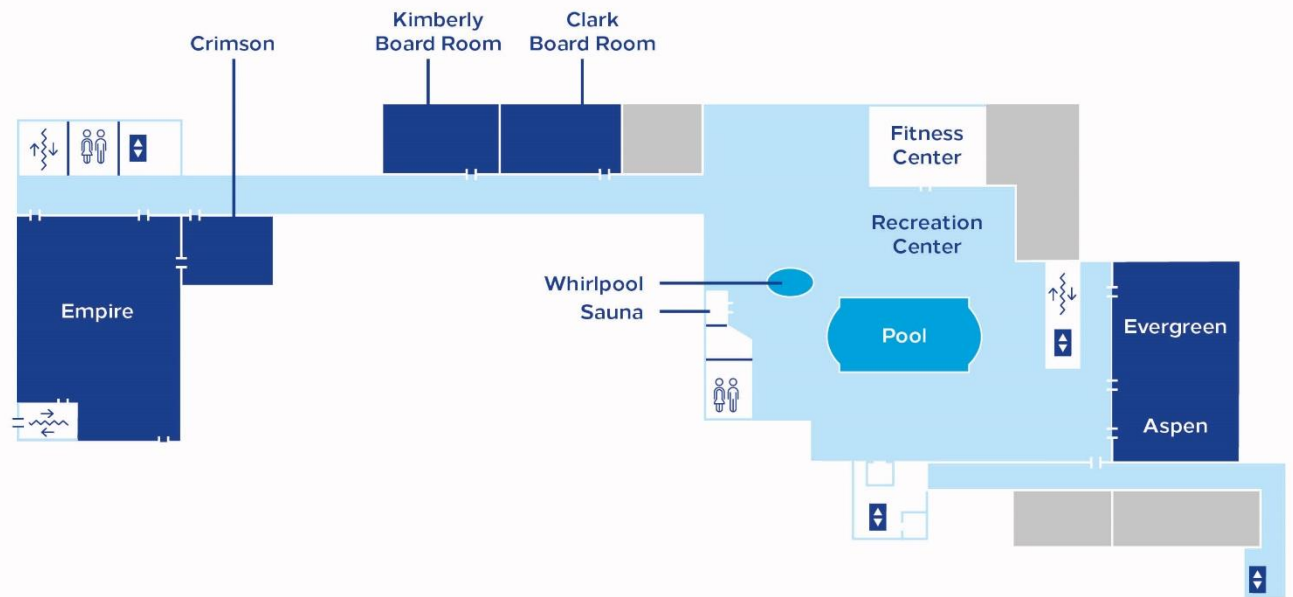 Kimberly
Board Room
Clark
Board Room
Crimson
Fitness
Center
Recreation
Center
Whirlpool
Sauna
Empire
Pool
Evergreen
Aspen